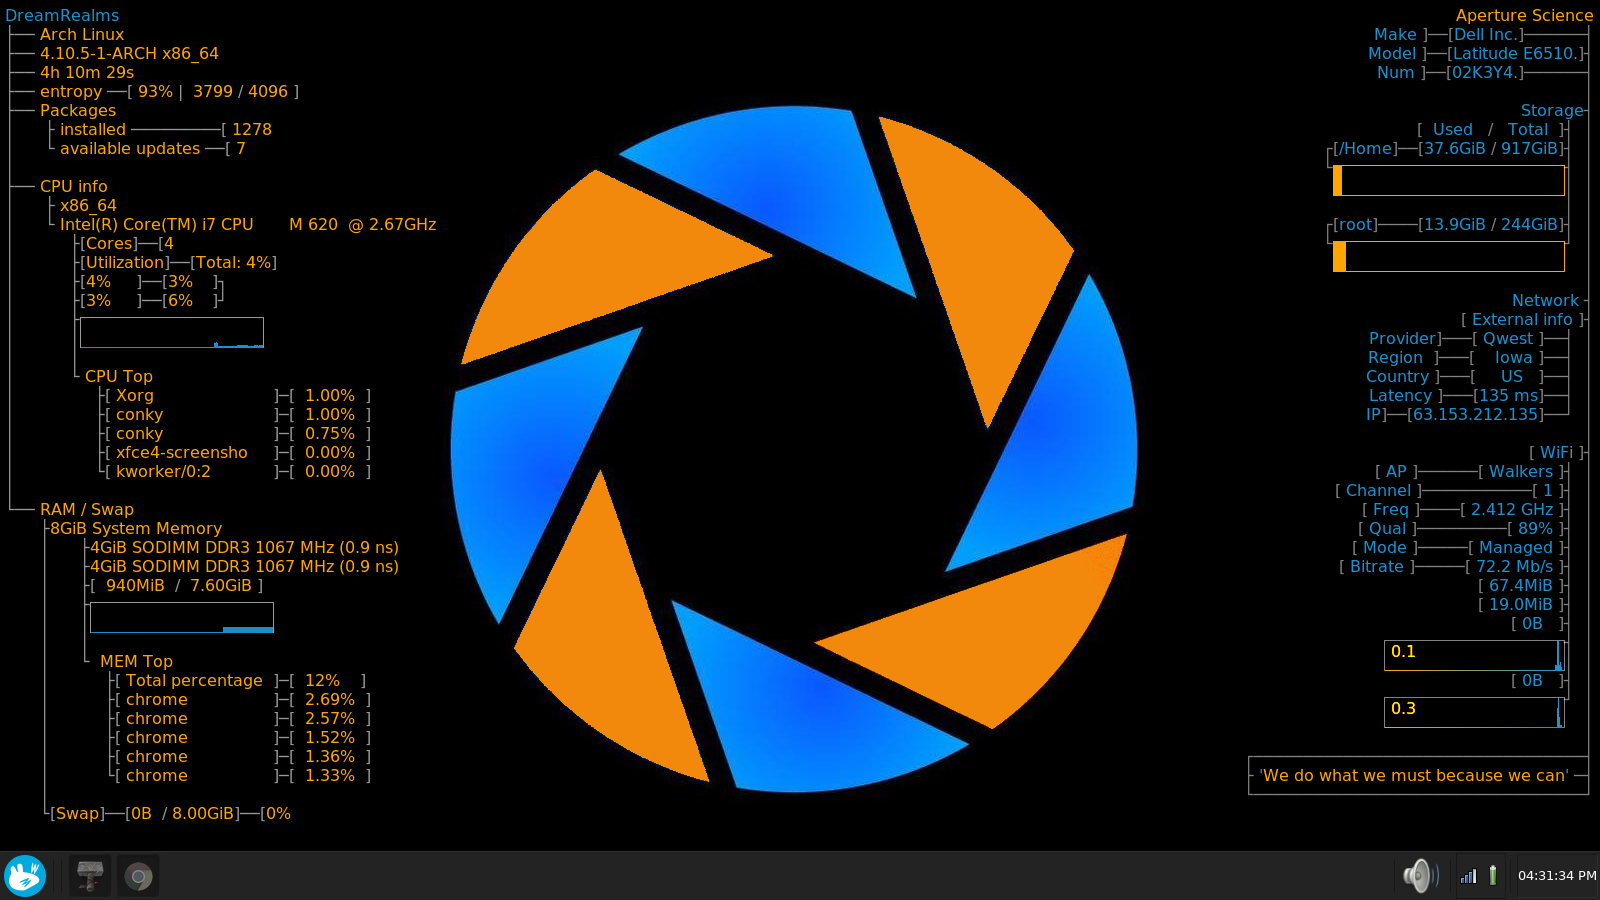 DreamRealms
Arch Linux
4.10.5-1-ARCH x86_64
4h 10m 29s
entropy [ 93% | 3799 / 4096 ]
Packages
installed [ 1278
available updates [ 7
CPU info
x86_64
Intel(R) Core(TM) i7 CPU M 620 @ 2.67GHz
[Cores] [4
[Utilization] [Total: 4%]
[4% ] [3% ]
[3% ] [6% ]
CPU Top
[ Xorg ] [ 1.00% ]
[ conky ] [ 1.00% ]
[ conky ] [ 0.75% ]
[ xfce4-screensho ] [ 0.00% ]
[ kworker/0:2 ] [ 0.00% ]
RAM / Swap
8GiB System Memory
4GiB SODIMM DDR3 1067 MHz (0.9 ns)
4GiB SODIMM DDR3 1067 MHz (0.9 ns)
[ 940MiB / 7.60GiB ]
MEM Top
[ Total percentage ] [ 12% ]
[ chrome ] [ 2.69% ]
[ chrome ] [ 2.57% ]
[ chrome ] [ 1.52% ]
[ chrome ] [ 1.36% ]
[ chrome ] [ 1.33% ]
[Swap] [0B / 8.00GiB] [0%
Aperture Science
Make ] [Dell Inc.]
Model ] [Latitude E6510.]
Num ] [02K3Y4.]
Storage
[ Used / Total ]
[/Home] [37.6GiB / 917GiB]
[root] [13.9GiB / 244GiB]
Network
[ External info ]
Provider] [ Qwest ]
Region ] [ Iowa ]
Country ] [ US ]
Latency ] [135 ms]
IP] [63.153.212.135]
[ WiFi ]
[ AP ] [ Walkers ]
[ Channel ] [ 1 ]
[ Freq ] [ 2.412 GHz ]
[ Qual ] [ 89% ]
[ Mode ] [ Managed ]
[ Bitrate ] [ 72.2 Mb/s ]
[ 67.4MiB ]
[ 19.0MiB ]
[ 0B ]
0.1
[ 0B ]
0.3
'We do what we must because we can'
W
04:31:34 PM